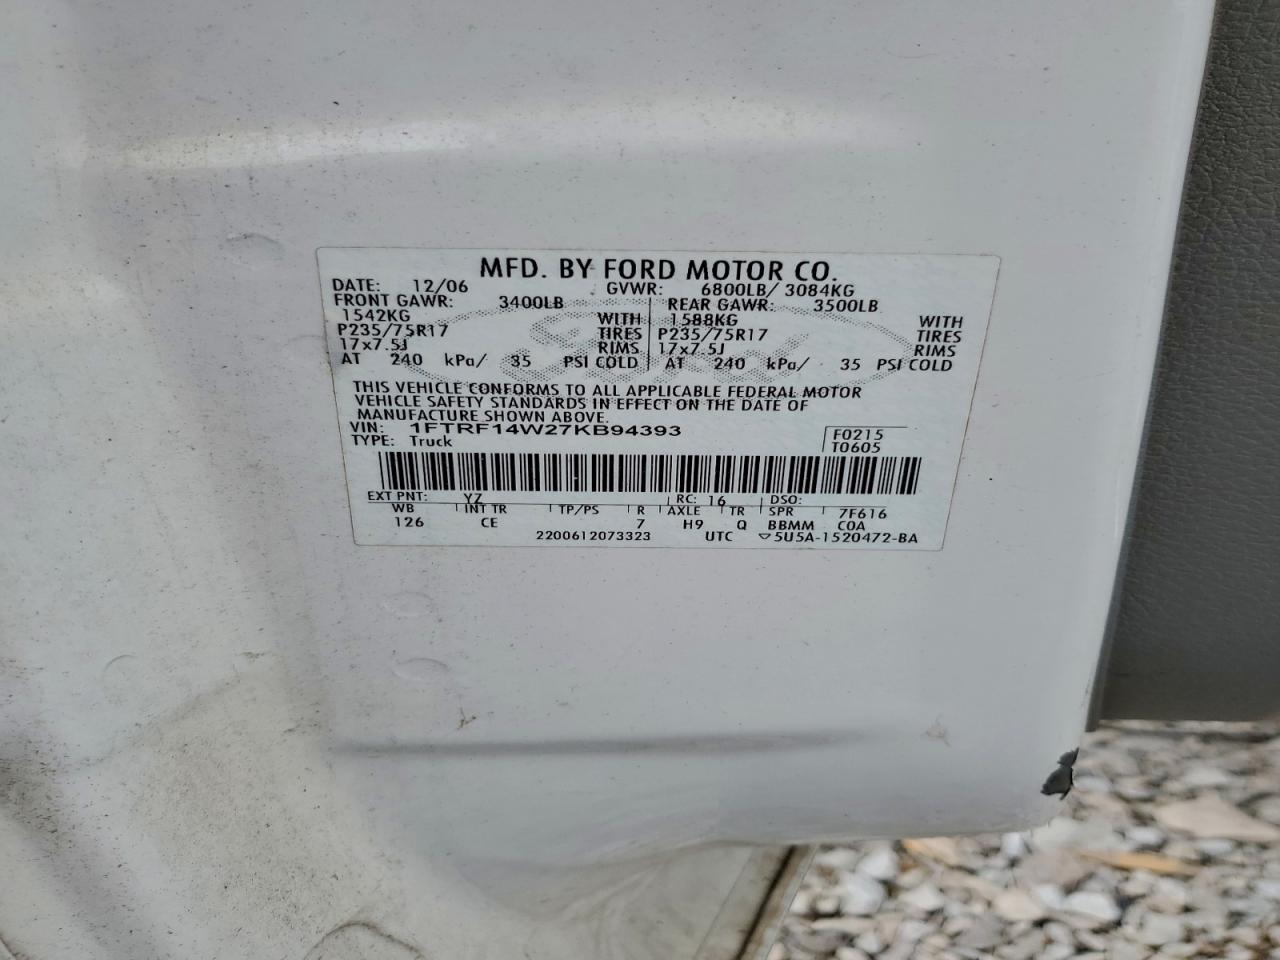 MFD. BY FORD MOTOR CO.
DATE: 12/06 GVWR: 6800LB/ 3084KG
FRONT GAWR: 3400LB REAR GAWR: 3500LB
1542KG WITH 1588KG WITH
P235/75R17 TIRES P235/75R17 TIRES
17x7.5J RIMS 17x7.5J RIMS
AT 240 kPa/ 35 PSI COLD AT 240 kPa/ 35 PSI COLD
THIS VEHICLE CONFORMS TO ALL APPLICABLE FEDERAL MOTOR
VEHICLE SAFETY STANDARDS IN EFFECT ON THE DATE OF
MANUFACTURE SHOWN ABOVE.
VIN: 1FTRF14W27KB94393 F0215
TYPE: Truck T0605
EXT PNT: YZ RC: 16 DSO:
WB INT TR TP/PS R AXLE TR SPR 7F616
126 CE 7 H9 Q BBMM COA
2200612073323 UTC ▽5U5A-1520472-BA